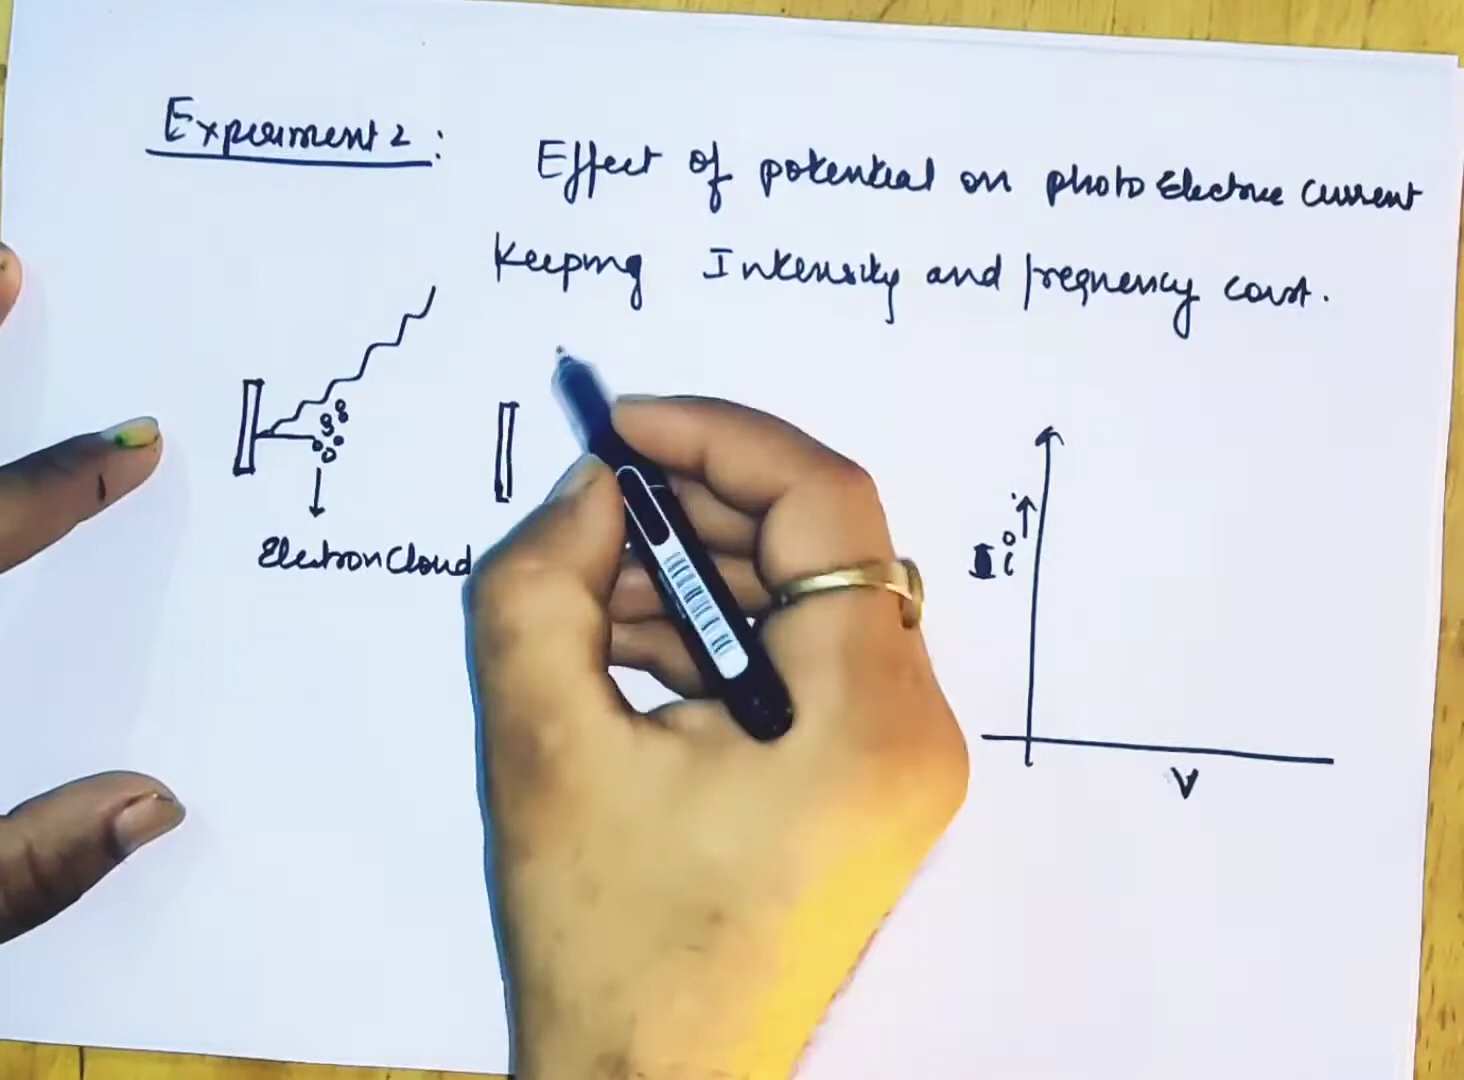 Experiment 2 :
Effect of potential on photo Electric current
Keeping Intensity and frequency const.
Electron Cloud
i
V